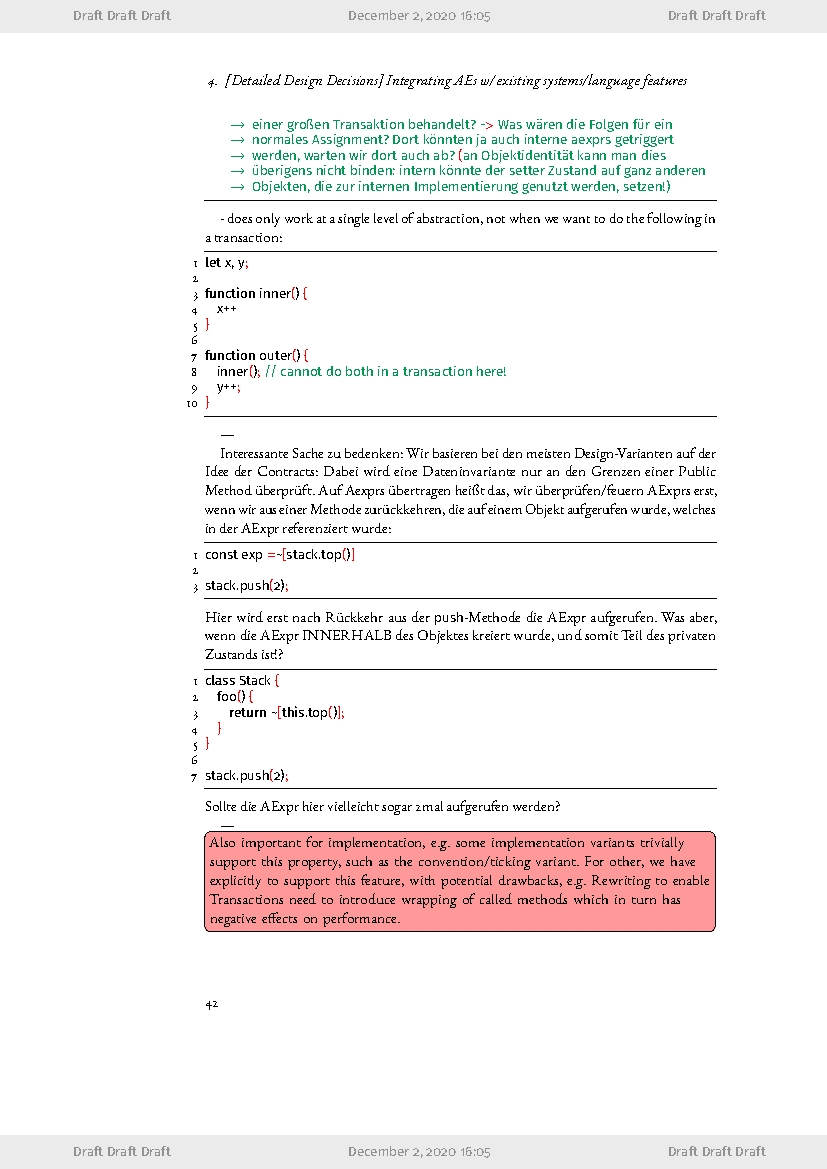 Draft Draft Draft December 2, 2020 16:05 Draft Draft Draft
4. [Detailed Design Decisions] Integrating AEs w/ existing systems/language features
→ einer großen Transaktion behandelt? -> Was wären die Folgen für ein
→ normales Assignment? Dort könnten ja auch interne aexprs getriggert
→ werden, warten wir dort auch ab? (an Objektidentität kann man dies
→ überigens nicht binden: intern könnte der setter Zustand auf ganz anderen
→ Objekten, die zur internen Implementierung genutzt werden, setzen!)
- does only work at a single level of abstraction, not when we want to do the following in
a transaction:
1 let x, y;
2
3 function inner() {
4 x++
5 }
6
7 function outer() {
8 inner(); // cannot do both in a transaction here!
9 y++;
10 }
—
Interessante Sache zu bedenken: Wir basieren bei den meisten Design-Varianten auf der
Idee der Contracts: Dabei wird eine Dateninvariante nur an den Grenzen einer Public
Method überprüft. Auf Aexprs übertragen heißt das, wir überprüfen/feuern AExprs erst,
wenn wir aus einer Methode zurückkehren, die auf einem Objekt aufgerufen wurde, welches
in der AExpr referenziert wurde:
1 const exp =~[stack.top()]
2
3 stack.push(2);
Hier wird erst nach Rückkehr aus der push-Methode die AExpr aufgerufen. Was aber,
wenn die AExpr INNERHALB des Objektes kreiert wurde, und somit Teil des privaten
Zustands ist!?
1 class Stack {
2 foo() {
3 return ~[this.top()];
4 }
5 }
6
7 stack.push(2);
Sollte die AExpr hier vielleicht sogar 2mal aufgerufen werden?
—
Also important for implementation, e.g. some implementation variants trivially
support this property, such as the convention/ticking variant. For other, we have
explicitly to support this feature, with potential drawbacks, e.g. Rewriting to enable
Transactions need to introduce wrapping of called methods which in turn has
negative effects on performance.
42
Draft Draft Draft December 2, 2020 16:05 Draft Draft Draft